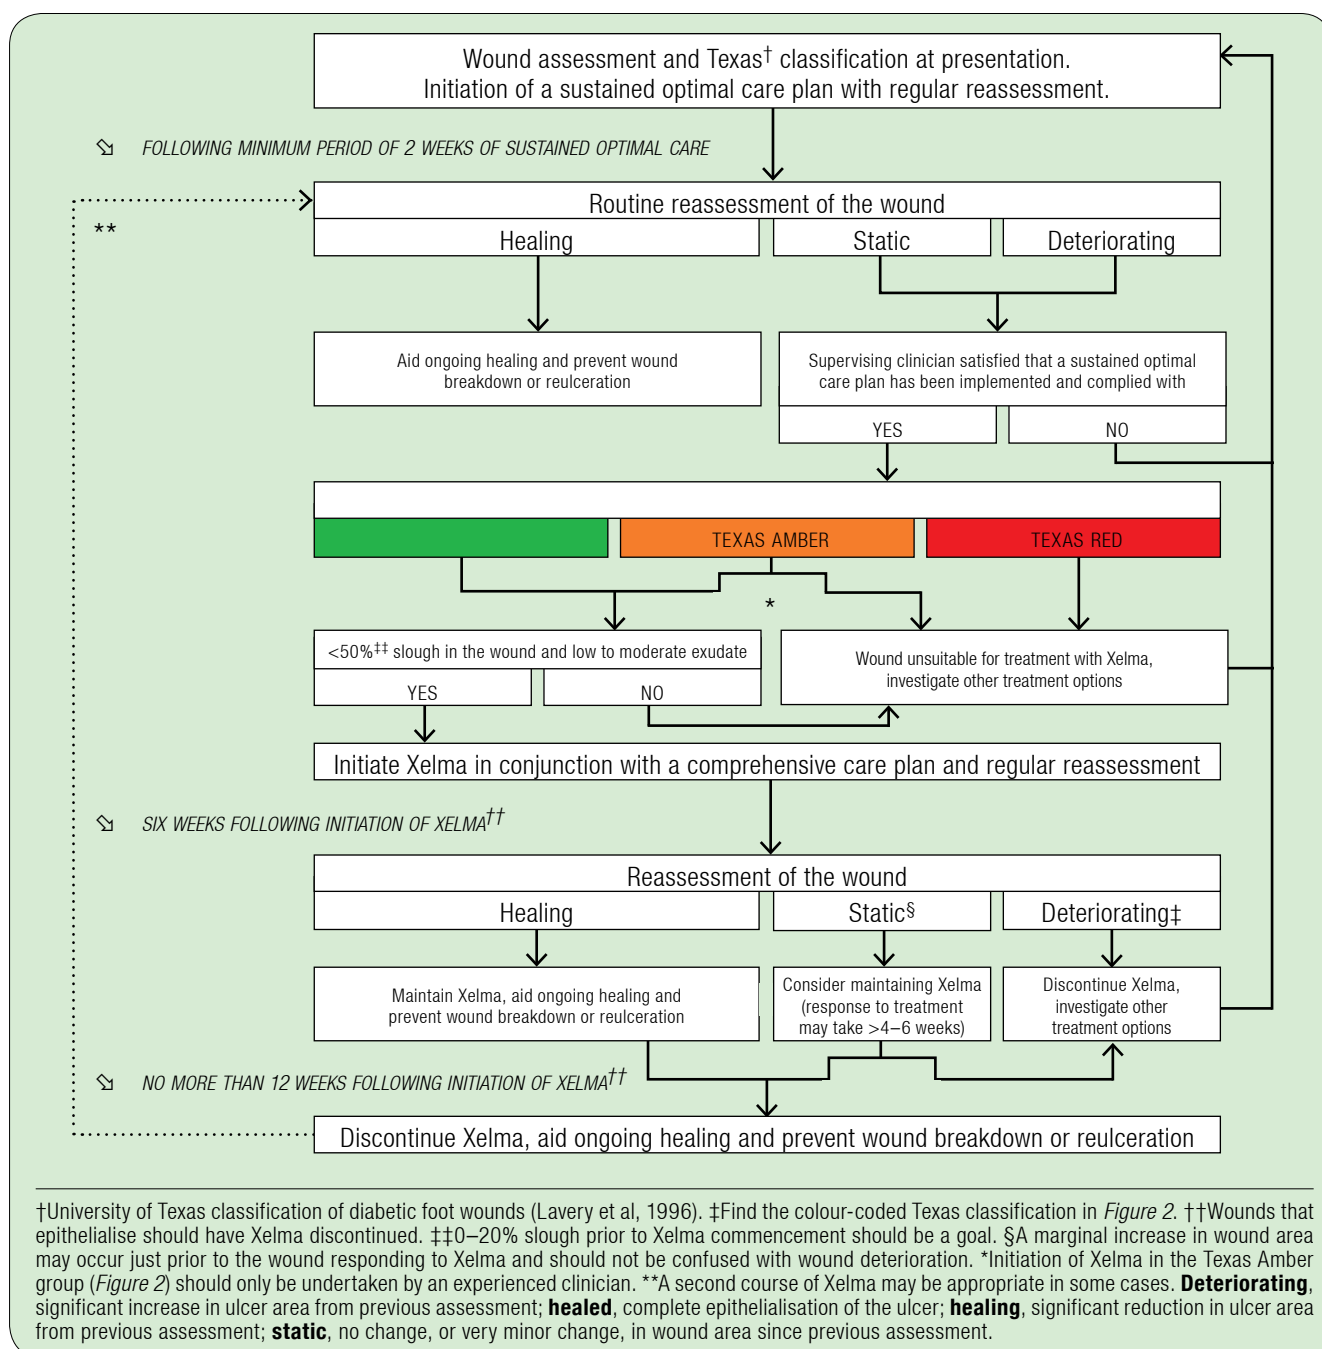 Wound assessment and Texas† classification at presentation.
Initiation of a sustained optimal care plan with regular reassessment.
FOLLOWING MINIMUM PERIOD OF 2 WEEKS OF SUSTAINED OPTIMAL CARE
Routine reassessment of the wound
**
Healing
Static
Deteriorating
Aid ongoing healing and prevent wound
breakdown or reulceration
Supervising clinician satisfied that a sustained optimal
care plan has been implemented and complied with
YES
NO
TEXAS AMBER
TEXAS RED
*
<50%‡‡ slough in the wound and low to moderate exudate
YES
NO
Wound unsuitable for treatment with Xelma,
investigate other treatment options
Initiate Xelma in conjunction with a comprehensive care plan and regular reassessment
SIX WEEKS FOLLOWING INITIATION OF XELMA††
Reassessment of the wound
Healing
Static§
Deteriorating‡
Maintain Xelma, aid ongoing healing and
prevent wound breakdown or reulceration
Consider maintaining Xelma
(response to treatment
may take >4–6 weeks)
Discontinue Xelma,
investigate other
treatment options
NO MORE THAN 12 WEEKS FOLLOWING INITIATION OF XELMA††
Discontinue Xelma, aid ongoing healing and prevent wound breakdown or reulceration
†University of Texas classification of diabetic foot wounds (Lavery et al, 1996). ‡Find the colour-coded Texas classification in Figure 2. ††Wounds that
epithelialise should have Xelma discontinued. ‡‡0–20% slough prior to Xelma commencement should be a goal. §A marginal increase in wound area
may occur just prior to the wound responding to Xelma and should not be confused with wound deterioration. *Initiation of Xelma in the Texas Amber
group (Figure 2) should only be undertaken by an experienced clinician. **A second course of Xelma may be appropriate in some cases. Deteriorating,
significant increase in ulcer area from previous assessment; healed, complete epithelialisation of the ulcer; healing, significant reduction in ulcer area
from previous assessment; static, no change, or very minor change, in wound area since previous assessment.